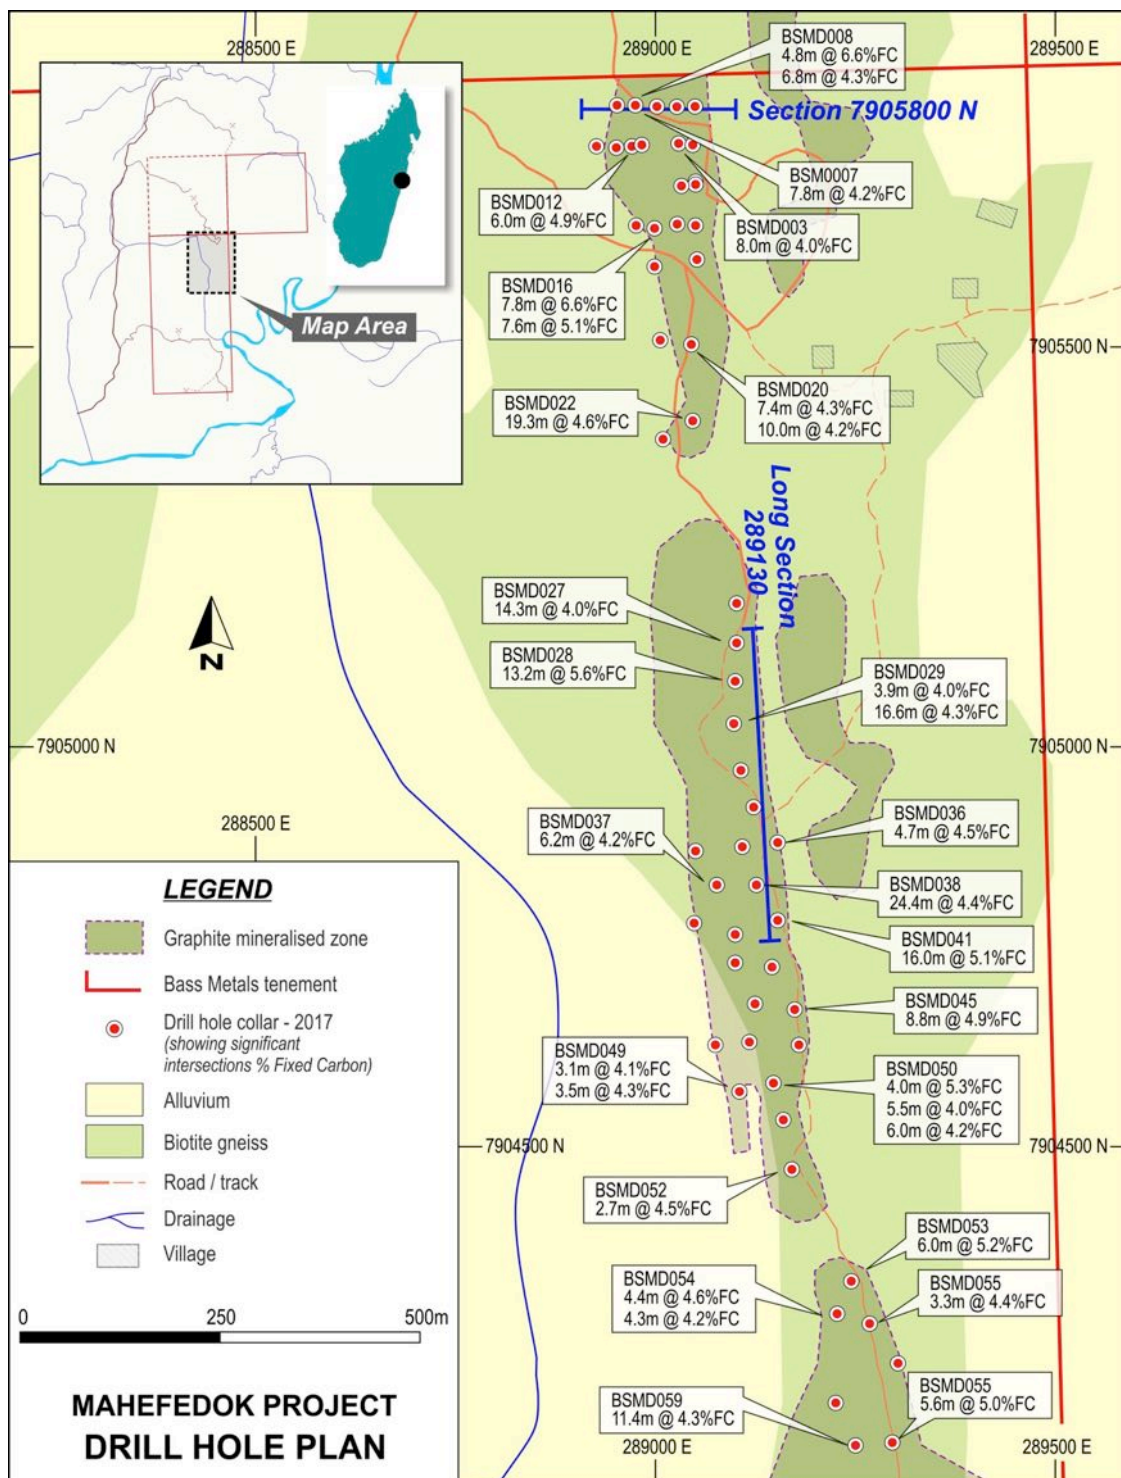 288500 E
289000 E
289500 E
BSMD008
4.8m @ 6.6%FC
6.8m @ 4.3%FC
Section 7905800 N
BSM0007
7.8m @ 4.2%FC
BSMD012
6.0m @ 4.9%FC
BSMD003
8.0m @ 4.0%FC
BSMD016
7.8m @ 6.6%FC
7.6m @ 5.1%FC
Map Area
7905500 N
BSMD020
7.4m @ 4.3%FC
10.0m @ 4.2%FC
BSMD022
19.3m @ 4.6%FC
Long Section
289130
BSMD027
14.3m @ 4.0%FC
N
BSMD028
13.2m @ 5.6%FC
BSMD029
3.9m @ 4.0%FC
16.6m @ 4.3%FC
7905000 N
7905000 N
288500 E
BSMD037
6.2m @ 4.2%FC
BSMD036
4.7m @ 4.5%FC
BSMD038
24.4m @ 4.4%FC
BSMD041
16.0m @ 5.1%FC
BSMD045
8.8m @ 4.9%FC
BSMD049
3.1m @ 4.1%FC
3.5m @ 4.3%FC
BSMD050
4.0m @ 5.3%FC
5.5m @ 4.0%FC
6.0m @ 4.2%FC
7904500 N
7904500 N
BSMD052
2.7m @ 4.5%FC
BSMD053
6.0m @ 5.2%FC
BSMD054
4.4m @ 4.6%FC
4.3m @ 4.2%FC
BSMD055
3.3m @ 4.4%FC
BSMD059
11.4m @ 4.3%FC
BSMD055
5.6m @ 5.0%FC
289000 E
289500 E
LEGEND
Graphite mineralised zone
Bass Metals tenement
Drill hole collar - 2017
(showing significant
intersections % Fixed Carbon)
Alluvium
Biotite gneiss
Road / track
Drainage
Village
0 250 500m
MAHEFEDOK PROJECT
DRILL HOLE PLAN